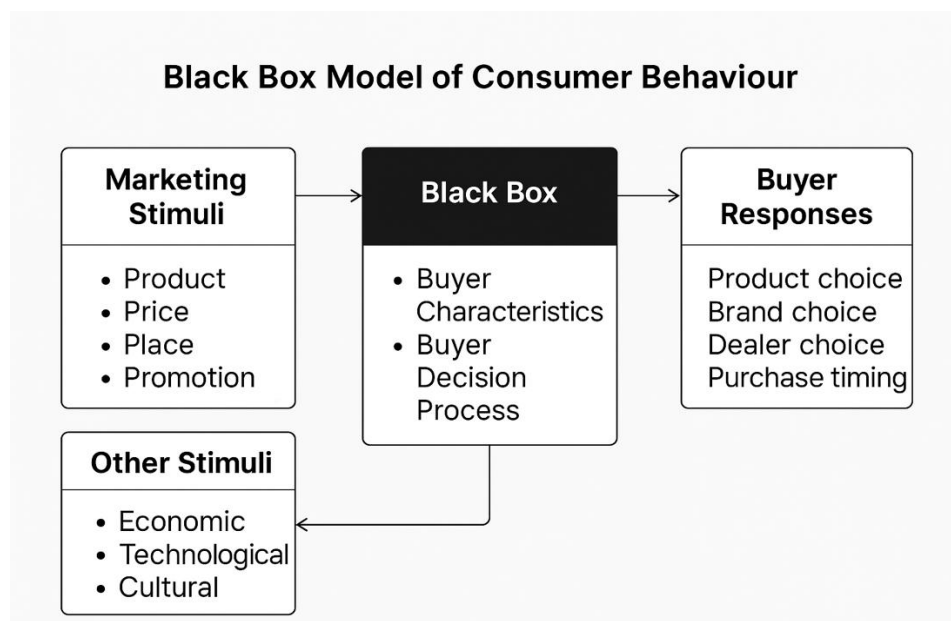 Black Box Model of Consumer Behaviour
Marketing
Stimuli
• Product
• Price
• Place
• Promotion
Black Box
• Buyer
Characteristics
• Buyer
Decision
Process
Buyer
Responses
Product choice
Brand choice
Dealer choice
Purchase timing
Other Stimuli
• Economic
• Technological
• Cultural